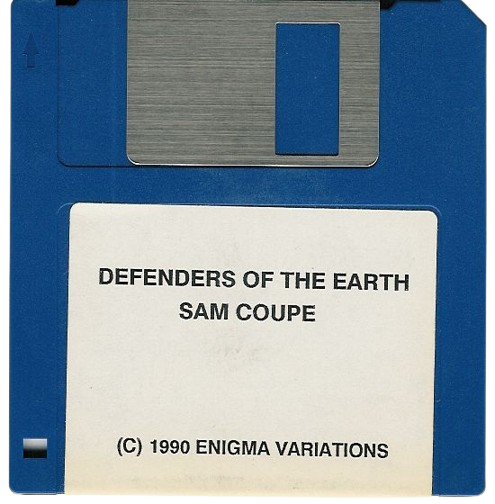 DEFENDERS OF THE EARTH
SAM COUPE
(C) 1990 ENIGMA VARIATIONS